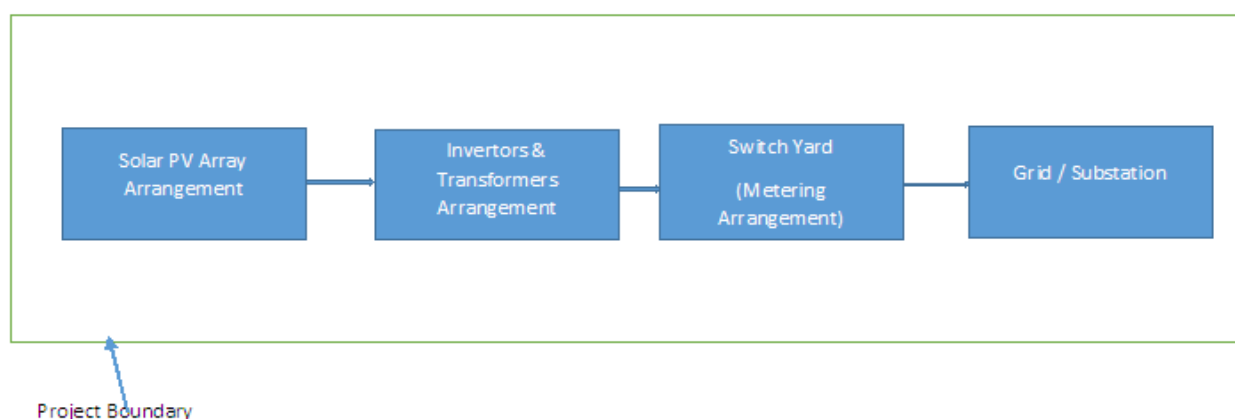 Solar PV Array
Arrangement
Invertors &
Transformers
Arrangement
Switch Yard
(Metering
Arrangement)
Grid / Substation
Project Boundary